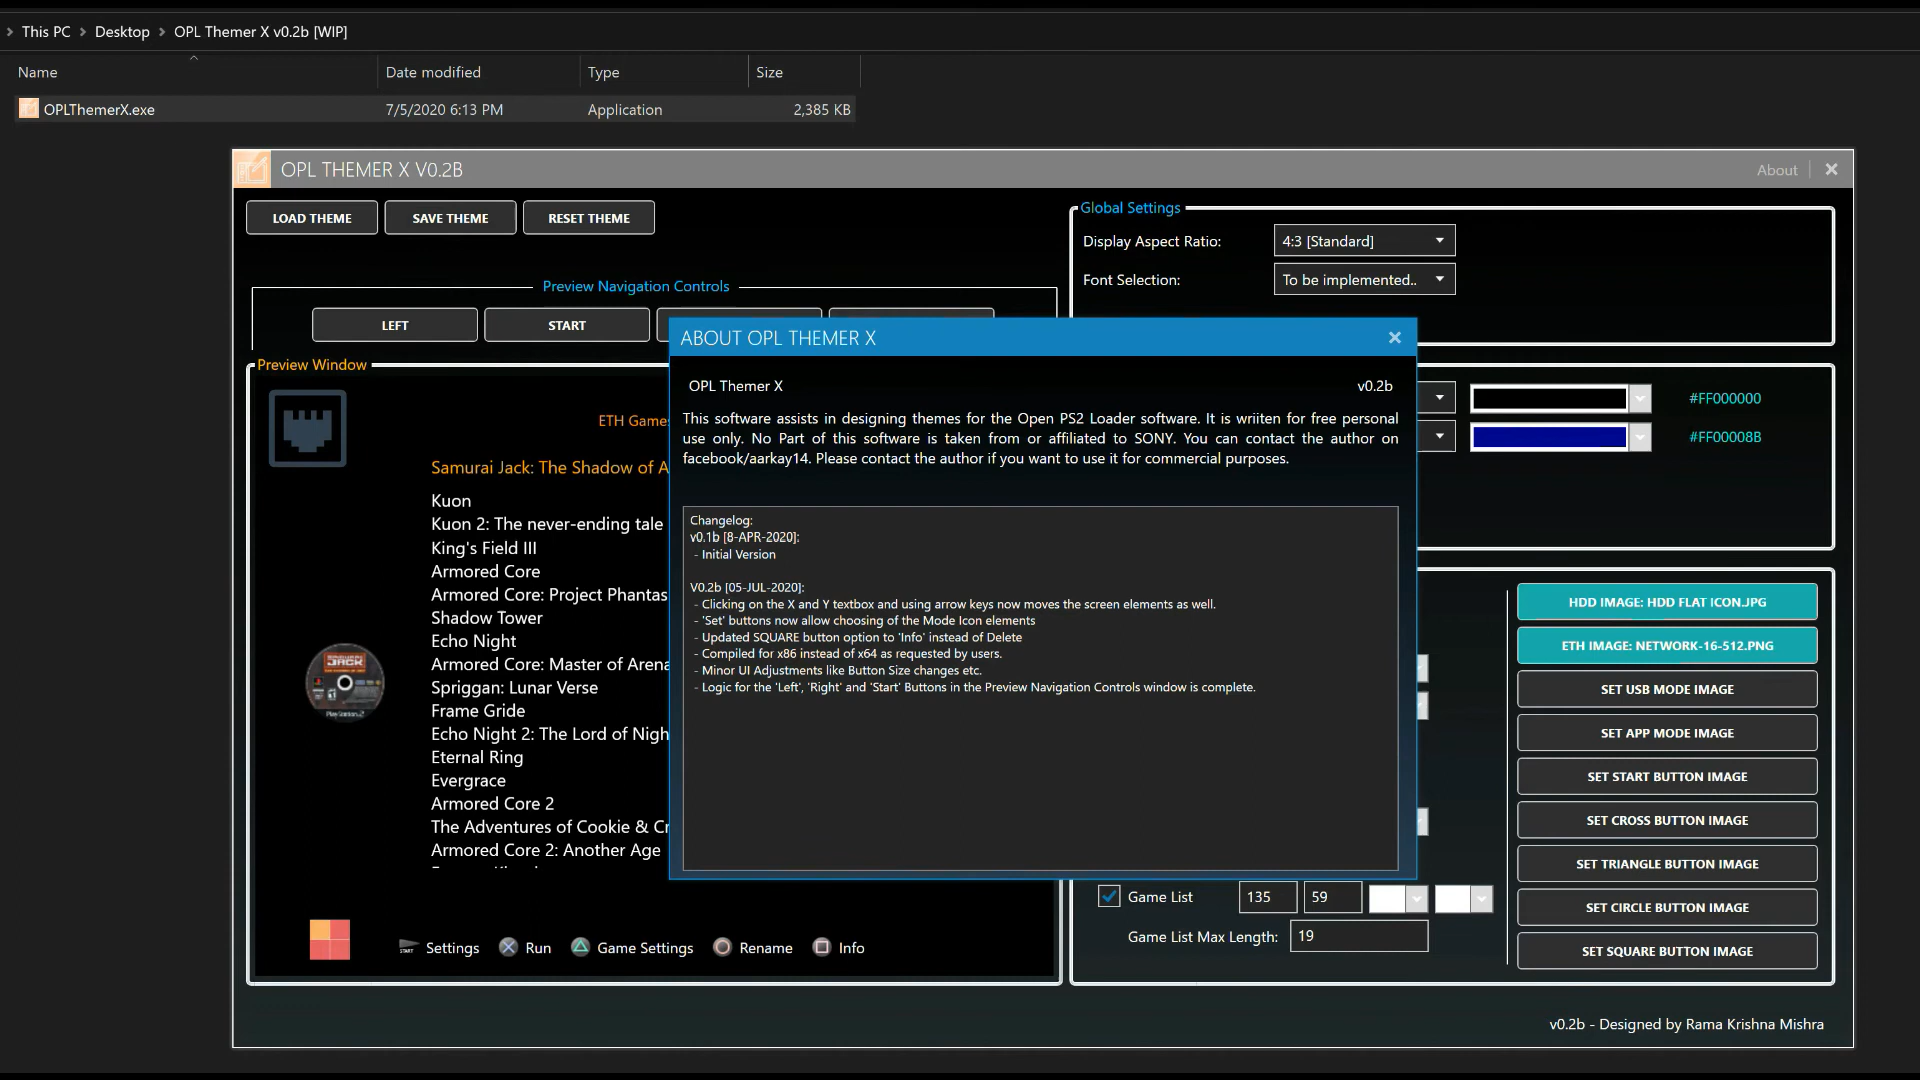 This PC > Desktop > OPL Themer X v0.2b [WIP]
Name Date modified Type Size
OPLThemerX.exe 7/5/2020 6:13 PM Application 2,385 KB
OPL THEMER X V0.2B About
LOAD THEME SAVE THEME RESET THEME
Global Settings
Display Aspect Ratio: 4:3 [Standard]
Font Selection: To be implemented..
Preview Navigation Controls
LEFT START
Preview Window
ETH Games
Samurai Jack: The Shadow of A
Kuon
Kuon 2: The never-ending tale
King's Field III
Armored Core
Armored Core: Project Phantas
Shadow Tower
Echo Night
Armored Core: Master of Arena
Spriggan: Lunar Verse
Frame Gride
Echo Night 2: The Lord of Nigh
Eternal Ring
Evergrace
Armored Core 2
The Adventures of Cookie & Cr
Armored Core 2: Another Age
JACK
PlayStation 2
START Settings Run Game Settings Rename Info
ABOUT OPL THEMER X
OPL Themer X v0.2b
This software assists in designing themes for the Open PS2 Loader software. It is wriiten for free personal
use only. No Part of this software is taken from or affiliated to SONY. You can contact the author on
facebook/aarkay14. Please contact the author if you want to use it for commercial purposes.
Changelog:
v0.1b [8-APR-2020]:
- Initial Version
V0.2b [05-JUL-2020]:
- Clicking on the X and Y textbox and using arrow keys now moves the screen elements as well.
- 'Set' buttons now allow choosing of the Mode Icon elements
- Updated SQUARE button option to 'Info' instead of Delete
- Compiled for x86 instead of x64 as requested by users.
- Minor UI Adjustments like Button Size changes etc.
- Logic for the 'Left', 'Right' and 'Start' Buttons in the Preview Navigation Controls window is complete.
#FF000000
#FF00008B
HDD IMAGE: HDD FLAT ICON.JPG
ETH IMAGE: NETWORK-16-512.PNG
SET USB MODE IMAGE
SET APP MODE IMAGE
SET START BUTTON IMAGE
SET CROSS BUTTON IMAGE
SET TRIANGLE BUTTON IMAGE
SET CIRCLE BUTTON IMAGE
SET SQUARE BUTTON IMAGE
Game List 135 59
Game List Max Length: 19
v0.2b - Designed by Rama Krishna Mishra